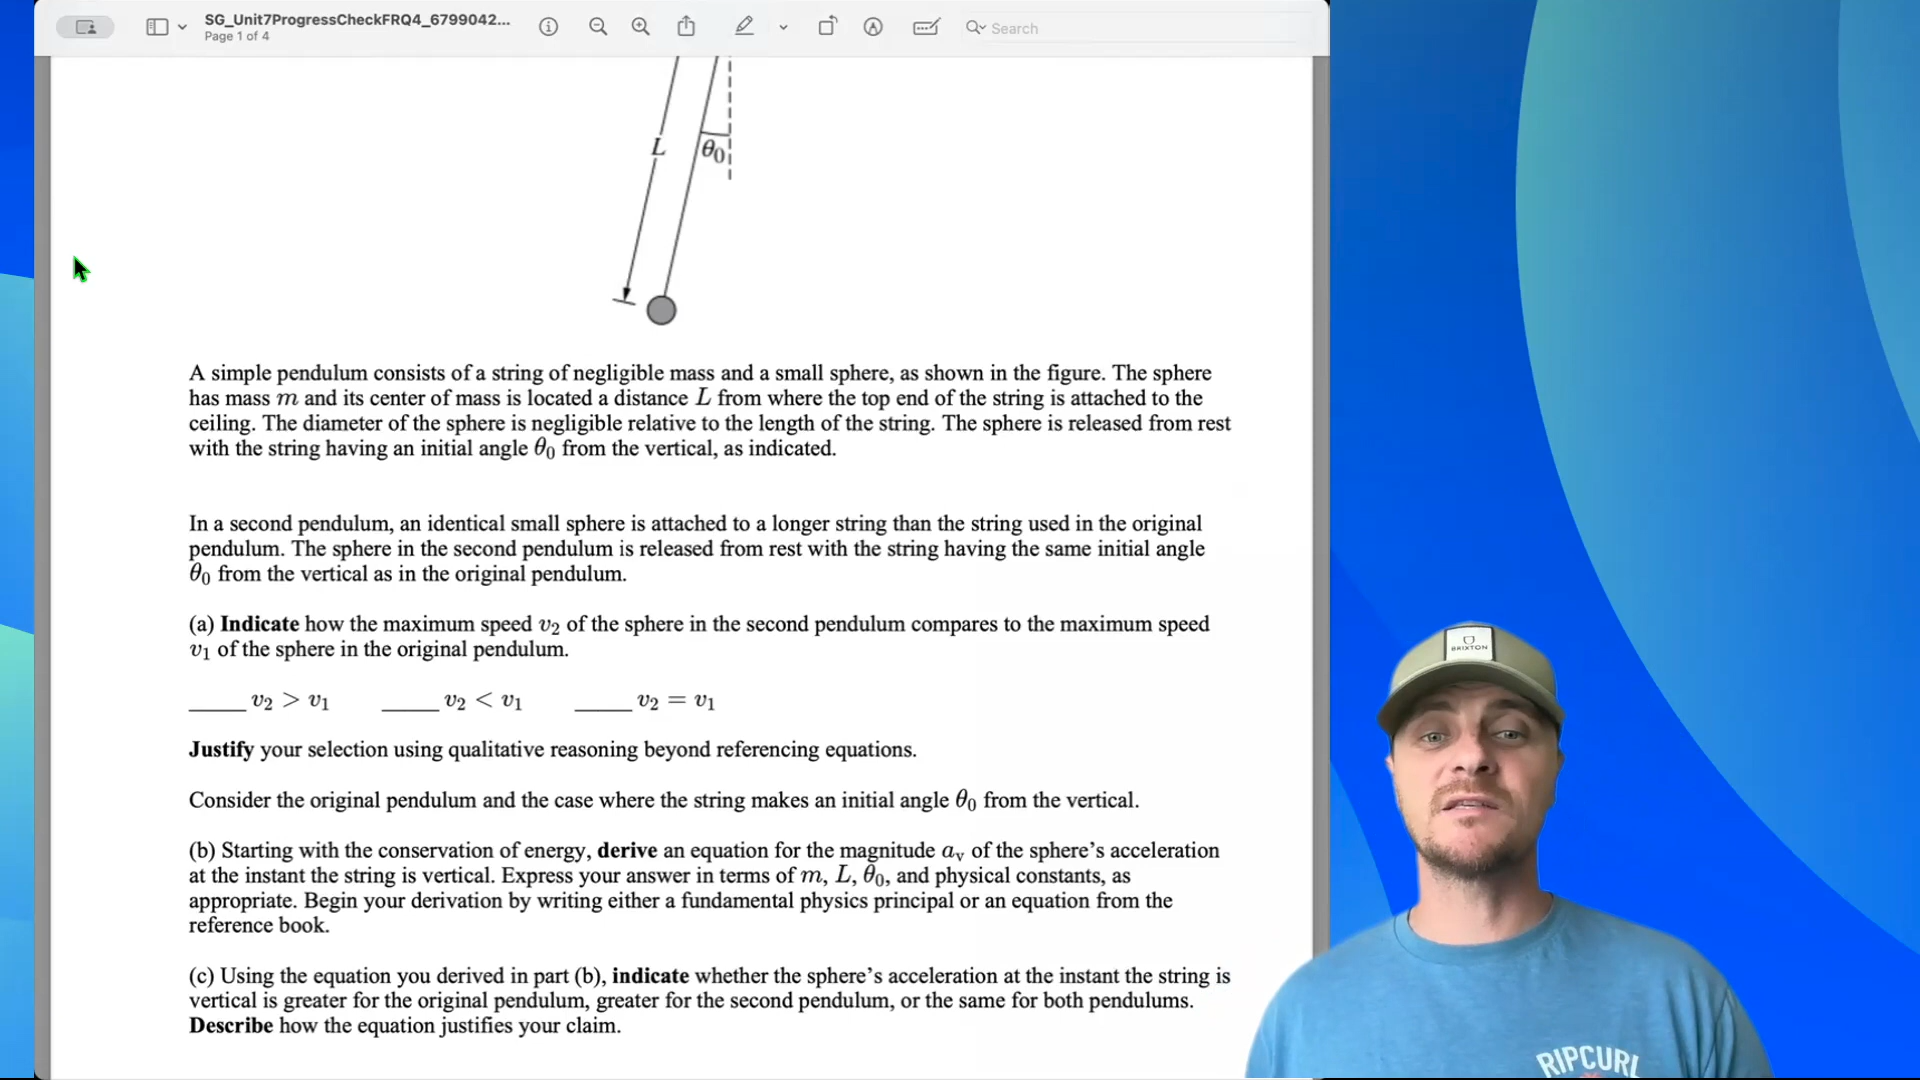 SG_Unit7ProgressCheckFRQ4_6799042...
Page 1 of 4
Search
L
θ0
A simple pendulum consists of a string of negligible mass and a small sphere, as shown in the figure. The sphere
has mass m and its center of mass is located a distance L from where the top end of the string is attached to the
ceiling. The diameter of the sphere is negligible relative to the length of the string. The sphere is released from rest
with the string having an initial angle θ0 from the vertical, as indicated.
In a second pendulum, an identical small sphere is attached to a longer string than the string used in the original
pendulum. The sphere in the second pendulum is released from rest with the string having the same initial angle
θ0 from the vertical as in the original pendulum.
(a) Indicate how the maximum speed v2 of the sphere in the second pendulum compares to the maximum speed
v1 of the sphere in the original pendulum.
_____ v2 > v1 _____ v2 < v1 _____ v2 = v1
Justify your selection using qualitative reasoning beyond referencing equations.
Consider the original pendulum and the case where the string makes an initial angle θ0 from the vertical.
(b) Starting with the conservation of energy, derive an equation for the magnitude av of the sphere's acceleration
at the instant the string is vertical. Express your answer in terms of m, L, θ0, and physical constants, as
appropriate. Begin your derivation by writing either a fundamental physics principal or an equation from the
reference book.
(c) Using the equation you derived in part (b), indicate whether the sphere's acceleration at the instant the string is
vertical is greater for the original pendulum, greater for the second pendulum, or the same for both pendulums.
Describe how the equation justifies your claim.
BRIXTON
RIPCURL